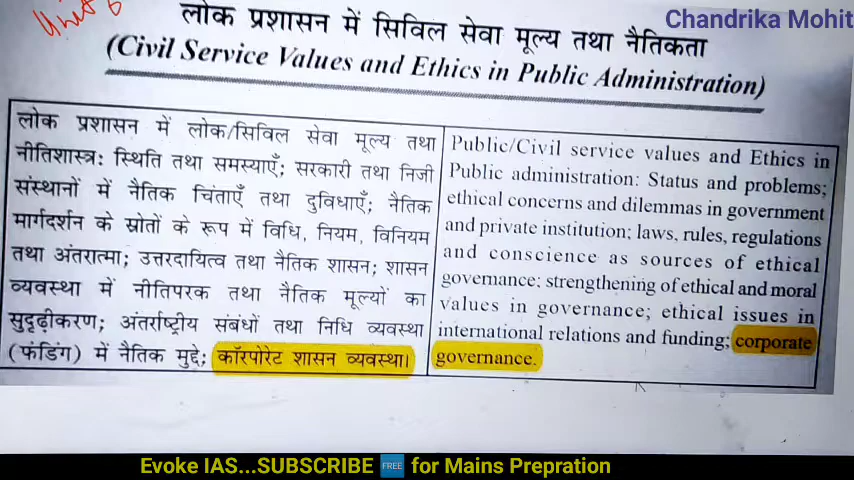 Chandrika Mohit
Unit 6
लोक प्रशासन में सिविल सेवा मूल्य तथा नैतिकता
(Civil Service Values and Ethics in Public Administration)
लोक प्रशासन में लोक/सिविल सेवा मूल्य तथा
नीतिशास्त्र: स्थिति तथा समस्याएँ; सरकारी तथा निजी
संस्थानों में नैतिक चिंताएँ तथा दुविधाएँ; नैतिक
मार्गदर्शन के स्रोतों के रूप में विधि, नियम, विनियम
तथा अंतरात्मा; उत्तरदायित्व तथा नैतिक शासन; शासन
व्यवस्था में नीतिपरक तथा नैतिक मूल्यों का
सुदृढ़ीकरण; अंतर्राष्ट्रीय संबंधों तथा निधि व्यवस्था
(फंडिंग) में नैतिक मुद्दे; कॉरपोरेट शासन व्यवस्था।
Public/Civil service values and Ethics in
Public administration: Status and problems;
ethical concerns and dilemmas in government
and private institution; laws, rules, regulations
and conscience as sources of ethical
governance; strengthening of ethical and moral
values in governance; ethical issues in
international relations and funding; corporate
governance.
Evoke IAS...SUBSCRIBE FREE for Mains Prepration